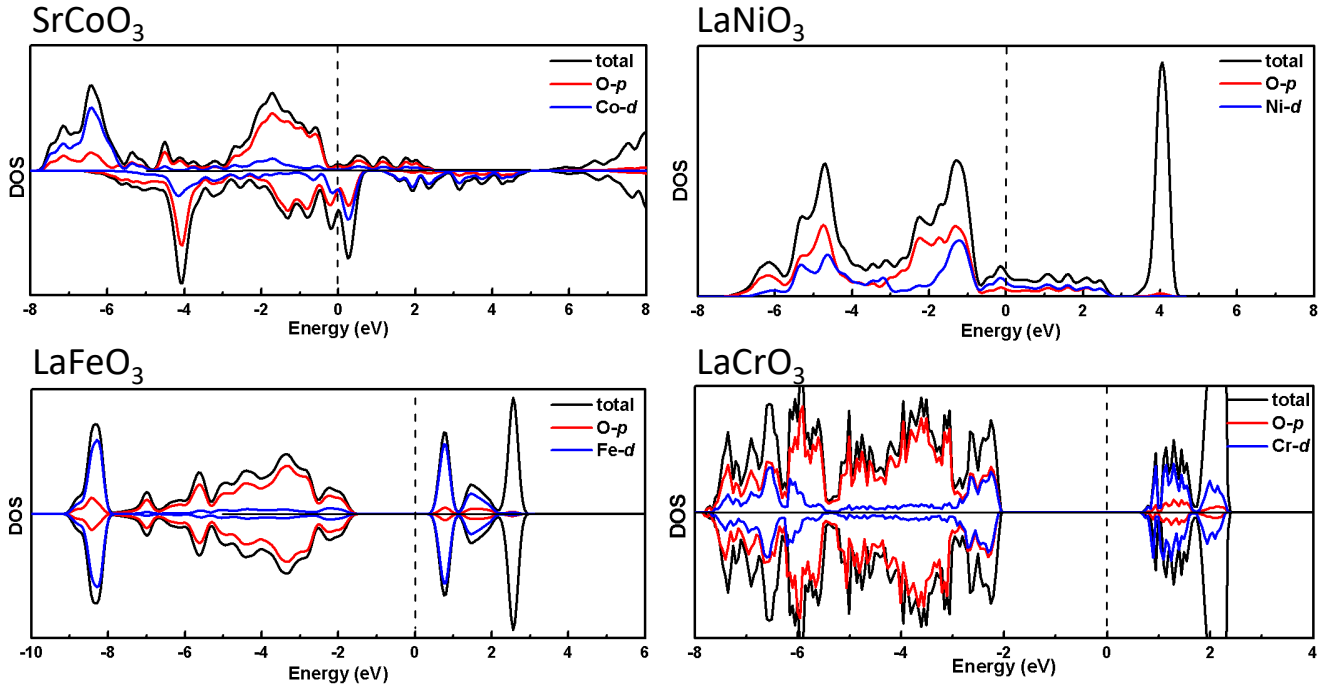 SrCoO3
total
O-p
Co-d
DOS
-8 -6 -4 -2 0 2 4 6 8
Energy (eV)
LaNiO3
total
O-p
Ni-d
DOS
-8 -6 -4 -2 0 2 4 6 8
Energy (eV)
LaFeO3
total
O-p
Fe-d
DOS
-10 -8 -6 -4 -2 0 2 4 6
Energy (eV)
LaCrO3
total
O-p
Cr-d
DOS
-8 -6 -4 -2 0 2 4
Energy (eV)